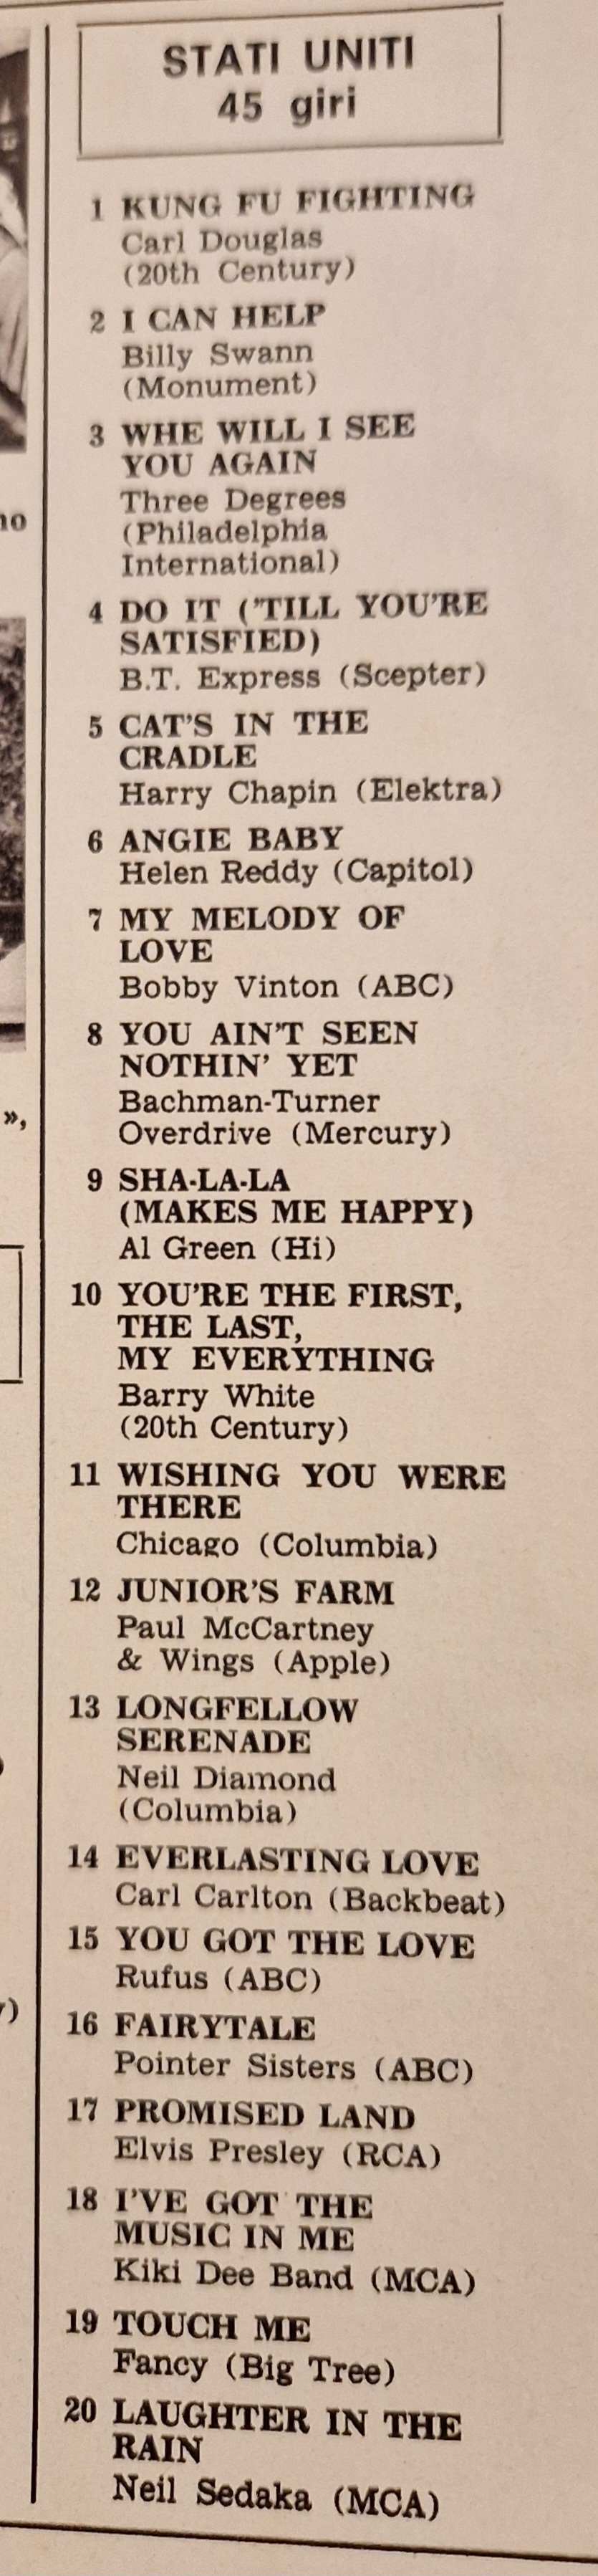 STATI UNITI
45 giri
1 KUNG FU FIGHTING
Carl Douglas
(20th Century)
2 I CAN HELP
Billy Swann
(Monument)
3 WHE WILL I SEE
YOU AGAIN
Three Degrees
(Philadelphia
International)
4 DO IT ('TILL YOU'RE
SATISFIED)
B.T. Express (Scepter)
5 CAT'S IN THE
CRADLE
Harry Chapin (Elektra)
6 ANGIE BABY
Helen Reddy (Capitol)
7 MY MELODY OF
LOVE
Bobby Vinton (ABC)
8 YOU AIN'T SEEN
NOTHIN' YET
Bachman-Turner
Overdrive (Mercury)
9 SHA-LA-LA
(MAKES ME HAPPY)
Al Green (Hi)
10 YOU'RE THE FIRST,
THE LAST,
MY EVERYTHING
Barry White
(20th Century)
11 WISHING YOU WERE
THERE
Chicago (Columbia)
12 JUNIOR'S FARM
Paul McCartney
& Wings (Apple)
13 LONGFELLOW
SERENADE
Neil Diamond
(Columbia)
14 EVERLASTING LOVE
Carl Carlton (Backbeat)
15 YOU GOT THE LOVE
Rufus (ABC)
16 FAIRYTALE
Pointer Sisters (ABC)
17 PROMISED LAND
Elvis Presley (RCA)
18 I'VE GOT THE
MUSIC IN ME
Kiki Dee Band (MCA)
19 TOUCH ME
Fancy (Big Tree)
20 LAUGHTER IN THE
RAIN
Neil Sedaka (MCA)